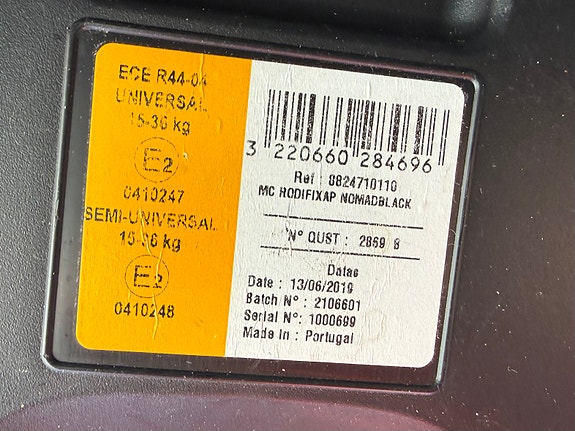 ECE R44-04
UNIVERSAL
15-36 kg
E2
0410247
SEMI-UNIVERSAL
15-36 kg
E2
0410248
3 220660 284696
Ref : 8824710110
MC RODIFIXAP NOMADBLACK
N° QUST : 2869 8
Datas
Date : 13/06/2019
Batch N° : 2106601
Serial N° : 1000699
Made In : Portugal